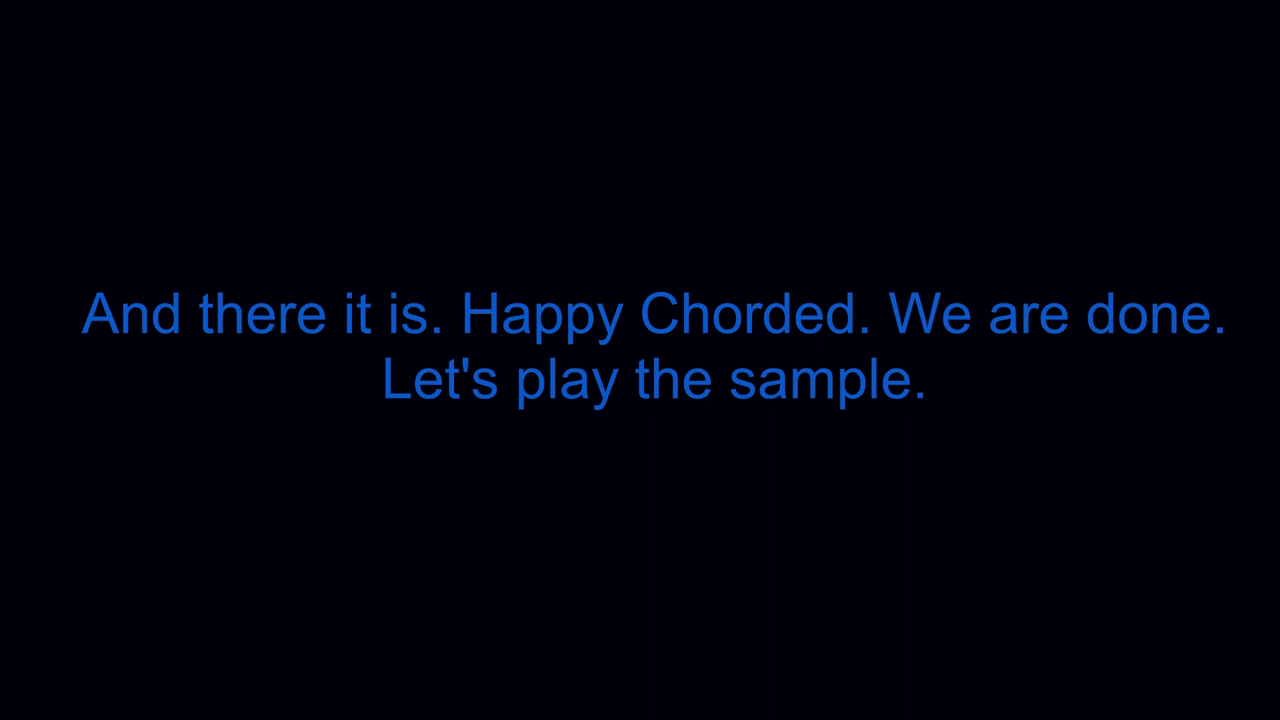 And there it is. Happy Chorded. We are done.
Let's play the sample.